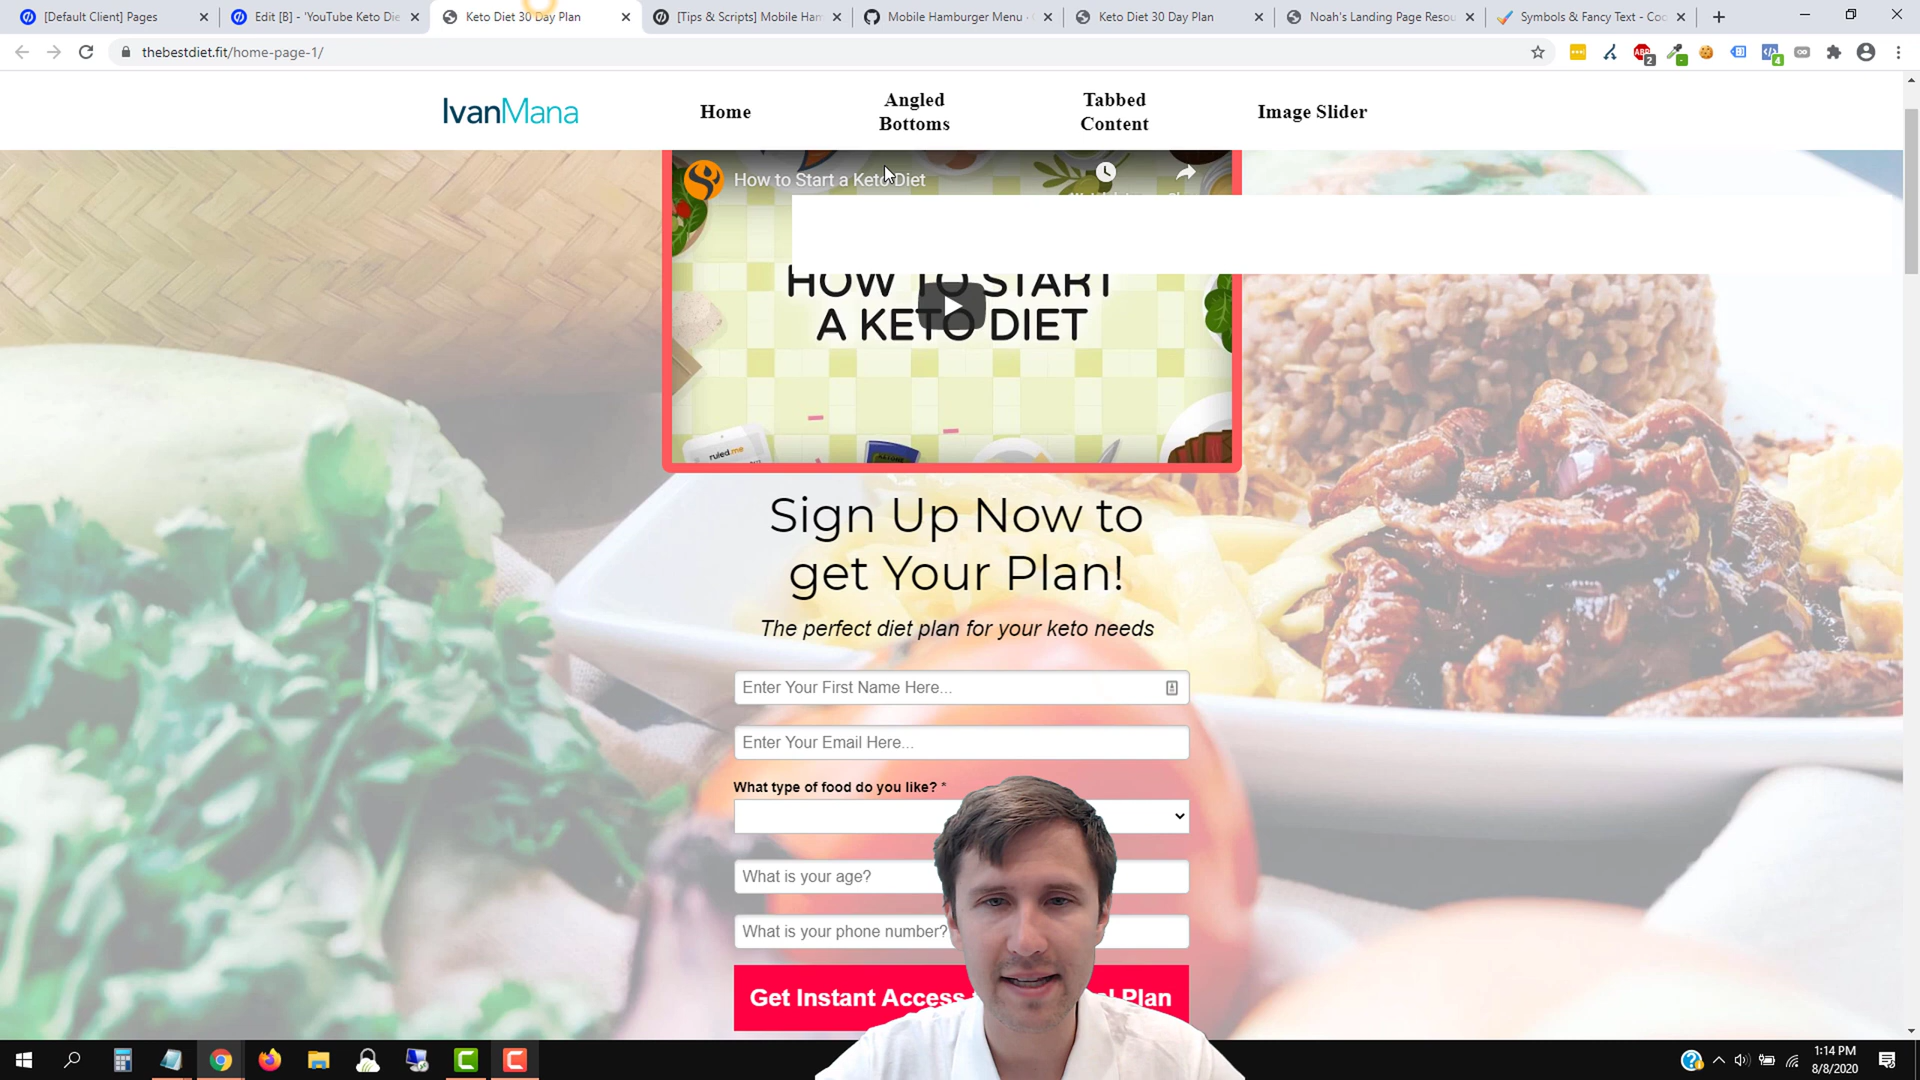 [Default Client] Pages
Edit [B] - 'YouTube Keto Die
Keto Diet 30 Day Plan
[Tips & Scripts] Mobile Ham
Mobile Hamburger Menu · C
Keto Diet 30 Day Plan
Noah's Landing Page Resou
Symbols & Fancy Text - Coo
thebestdiet.fit/home-page-1/
IvanMana
Home
Angled
Bottoms
Tabbed
Content
Image Slider
How to Start a Keto Diet
HOW TO START
A KETO DIET
ruled.me
Sign Up Now to
get Your Plan!
The perfect diet plan for your keto needs
Enter Your First Name Here...
Enter Your Email Here...
What type of food do you like? *
What is your age?
What is your phone number?
Get Instant Access
Plan
1:14 PM
8/8/2020